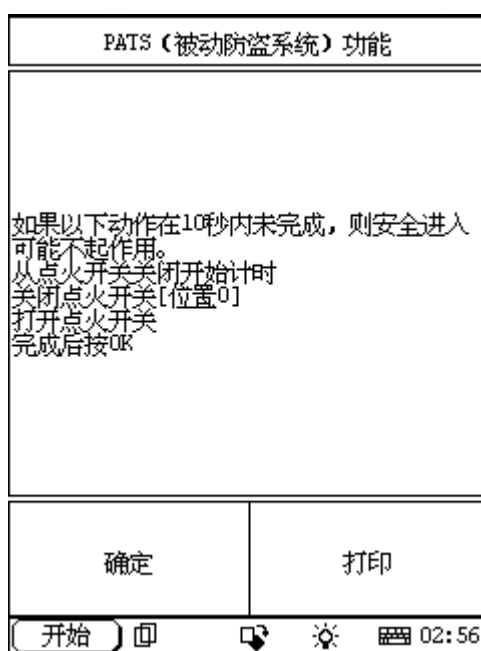 PATS（被动防盗系统）功能
如果以下动作在10秒内未完成，则安全进入
可能不起作用。
从点火开关关闭开始计时
关闭点火开关[位置0]
打开点火开关
完成后按OK
确定
打印
开始
02:56